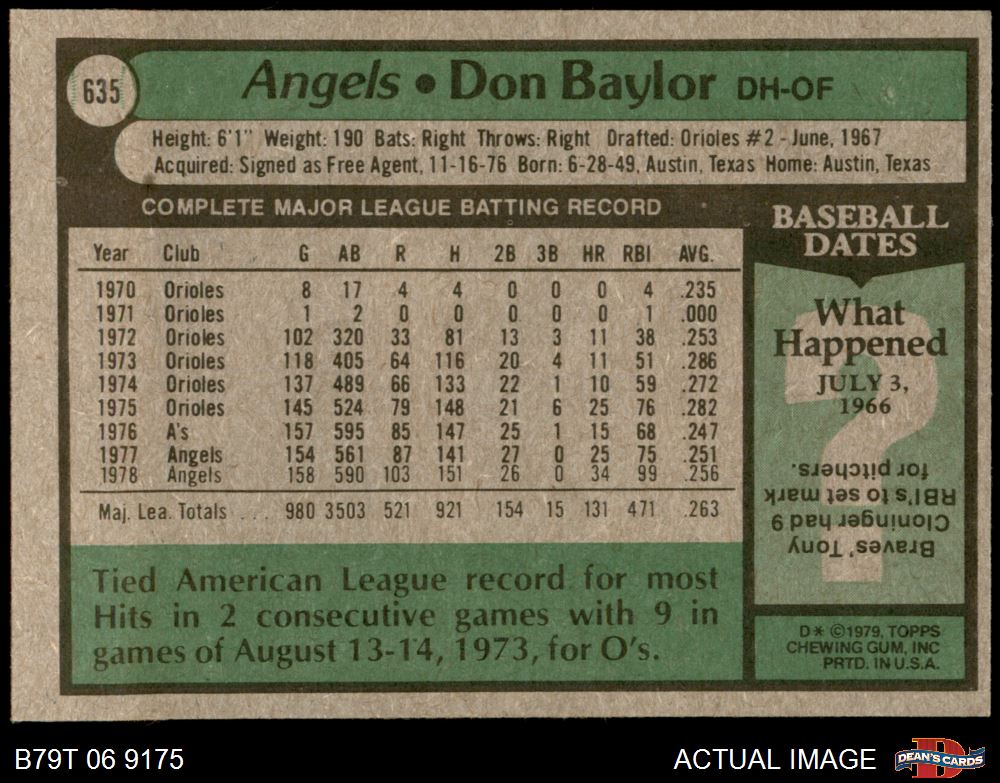 635
Angels • Don Baylor DH-OF
Height: 6'1" Weight: 190 Bats: Right Throws: Right Drafted: Orioles #2 - June, 1967
Acquired: Signed as Free Agent, 11-16-76 Born: 6-28-49, Austin, Texas Home: Austin, Texas
COMPLETE MAJOR LEAGUE BATTING RECORD
Year Club G AB R H 2B 3B HR RBI AVG.
1970 Orioles 8 17 4 4 0 0 0 4 .235
1971 Orioles 1 2 0 0 0 0 0 1 .000
1972 Orioles 102 320 33 81 13 3 11 38 .253
1973 Orioles 118 405 64 116 20 4 11 51 .286
1974 Orioles 137 489 66 133 22 1 10 59 .272
1975 Orioles 145 524 79 148 21 6 25 76 .282
1976 A's 157 595 85 147 25 1 15 68 .247
1977 Angels 154 561 87 141 27 0 25 75 .251
1978 Angels 158 590 103 151 26 0 34 99 .256
Maj. Lea. Totals ... 980 3503 521 921 154 15 131 471 .263
Tied American League record for most
Hits in 2 consecutive games with 9 in
games of August 13-14, 1973, for O's.
BASEBALL
DATES
What
Happened
JULY 3,
1966
?
Braves' Tony
Cloninger had 9
RBI's to set mark
for pitchers.
D* ©1979, TOPPS
CHEWING GUM, INC
PRTD. IN U.S.A.
B79T 06 9175
ACTUAL IMAGE
D
DEAN'S CARDS